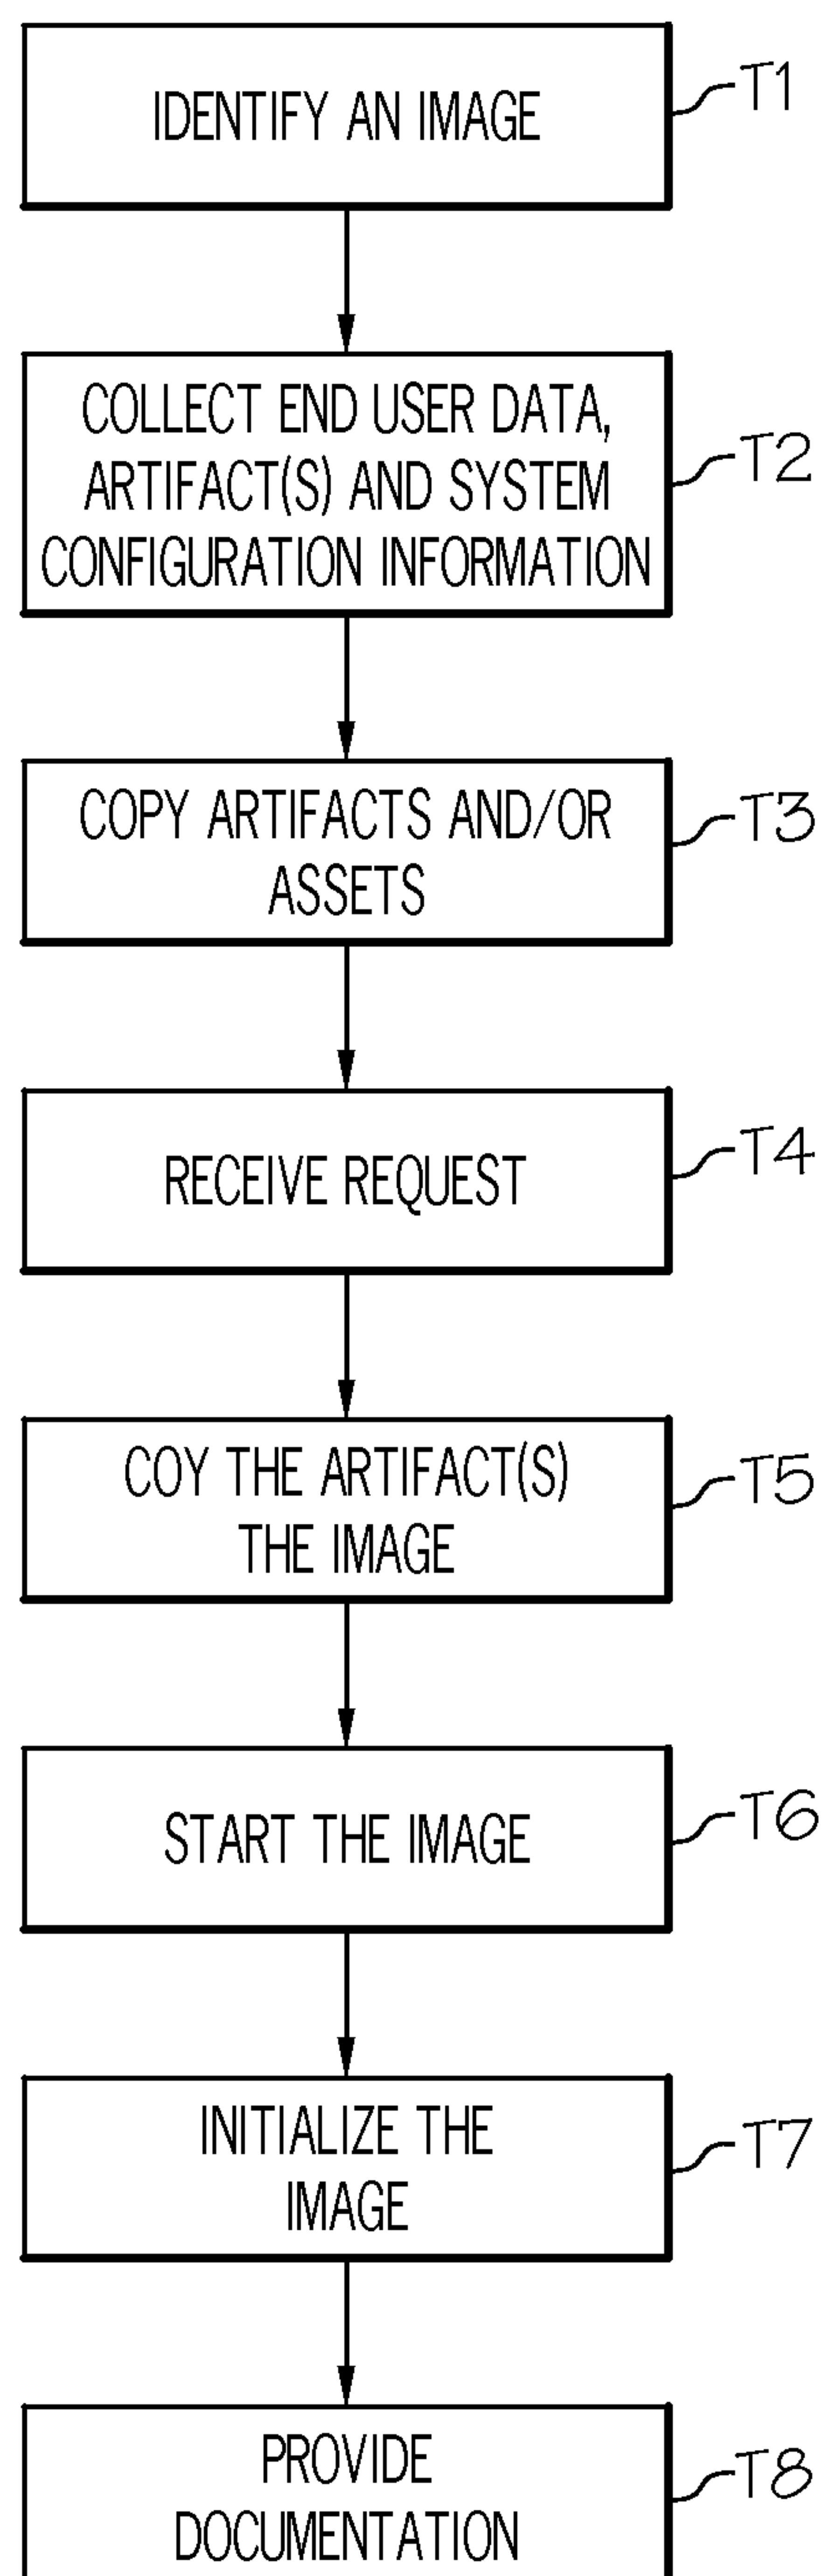 IDENTIFY AN IMAGE
T1
COLLECT END USER DATA,
ARTIFACT(S) AND SYSTEM
CONFIGURATION INFORMATION
T2
COPY ARTIFACTS AND/OR
ASSETS
T3
RECEIVE REQUEST
T4
COY THE ARTIFACT(S)
THE IMAGE
T5
START THE IMAGE
T6
INITIALIZE THE
IMAGE
T7
PROVIDE
DOCUMENTATION
T8